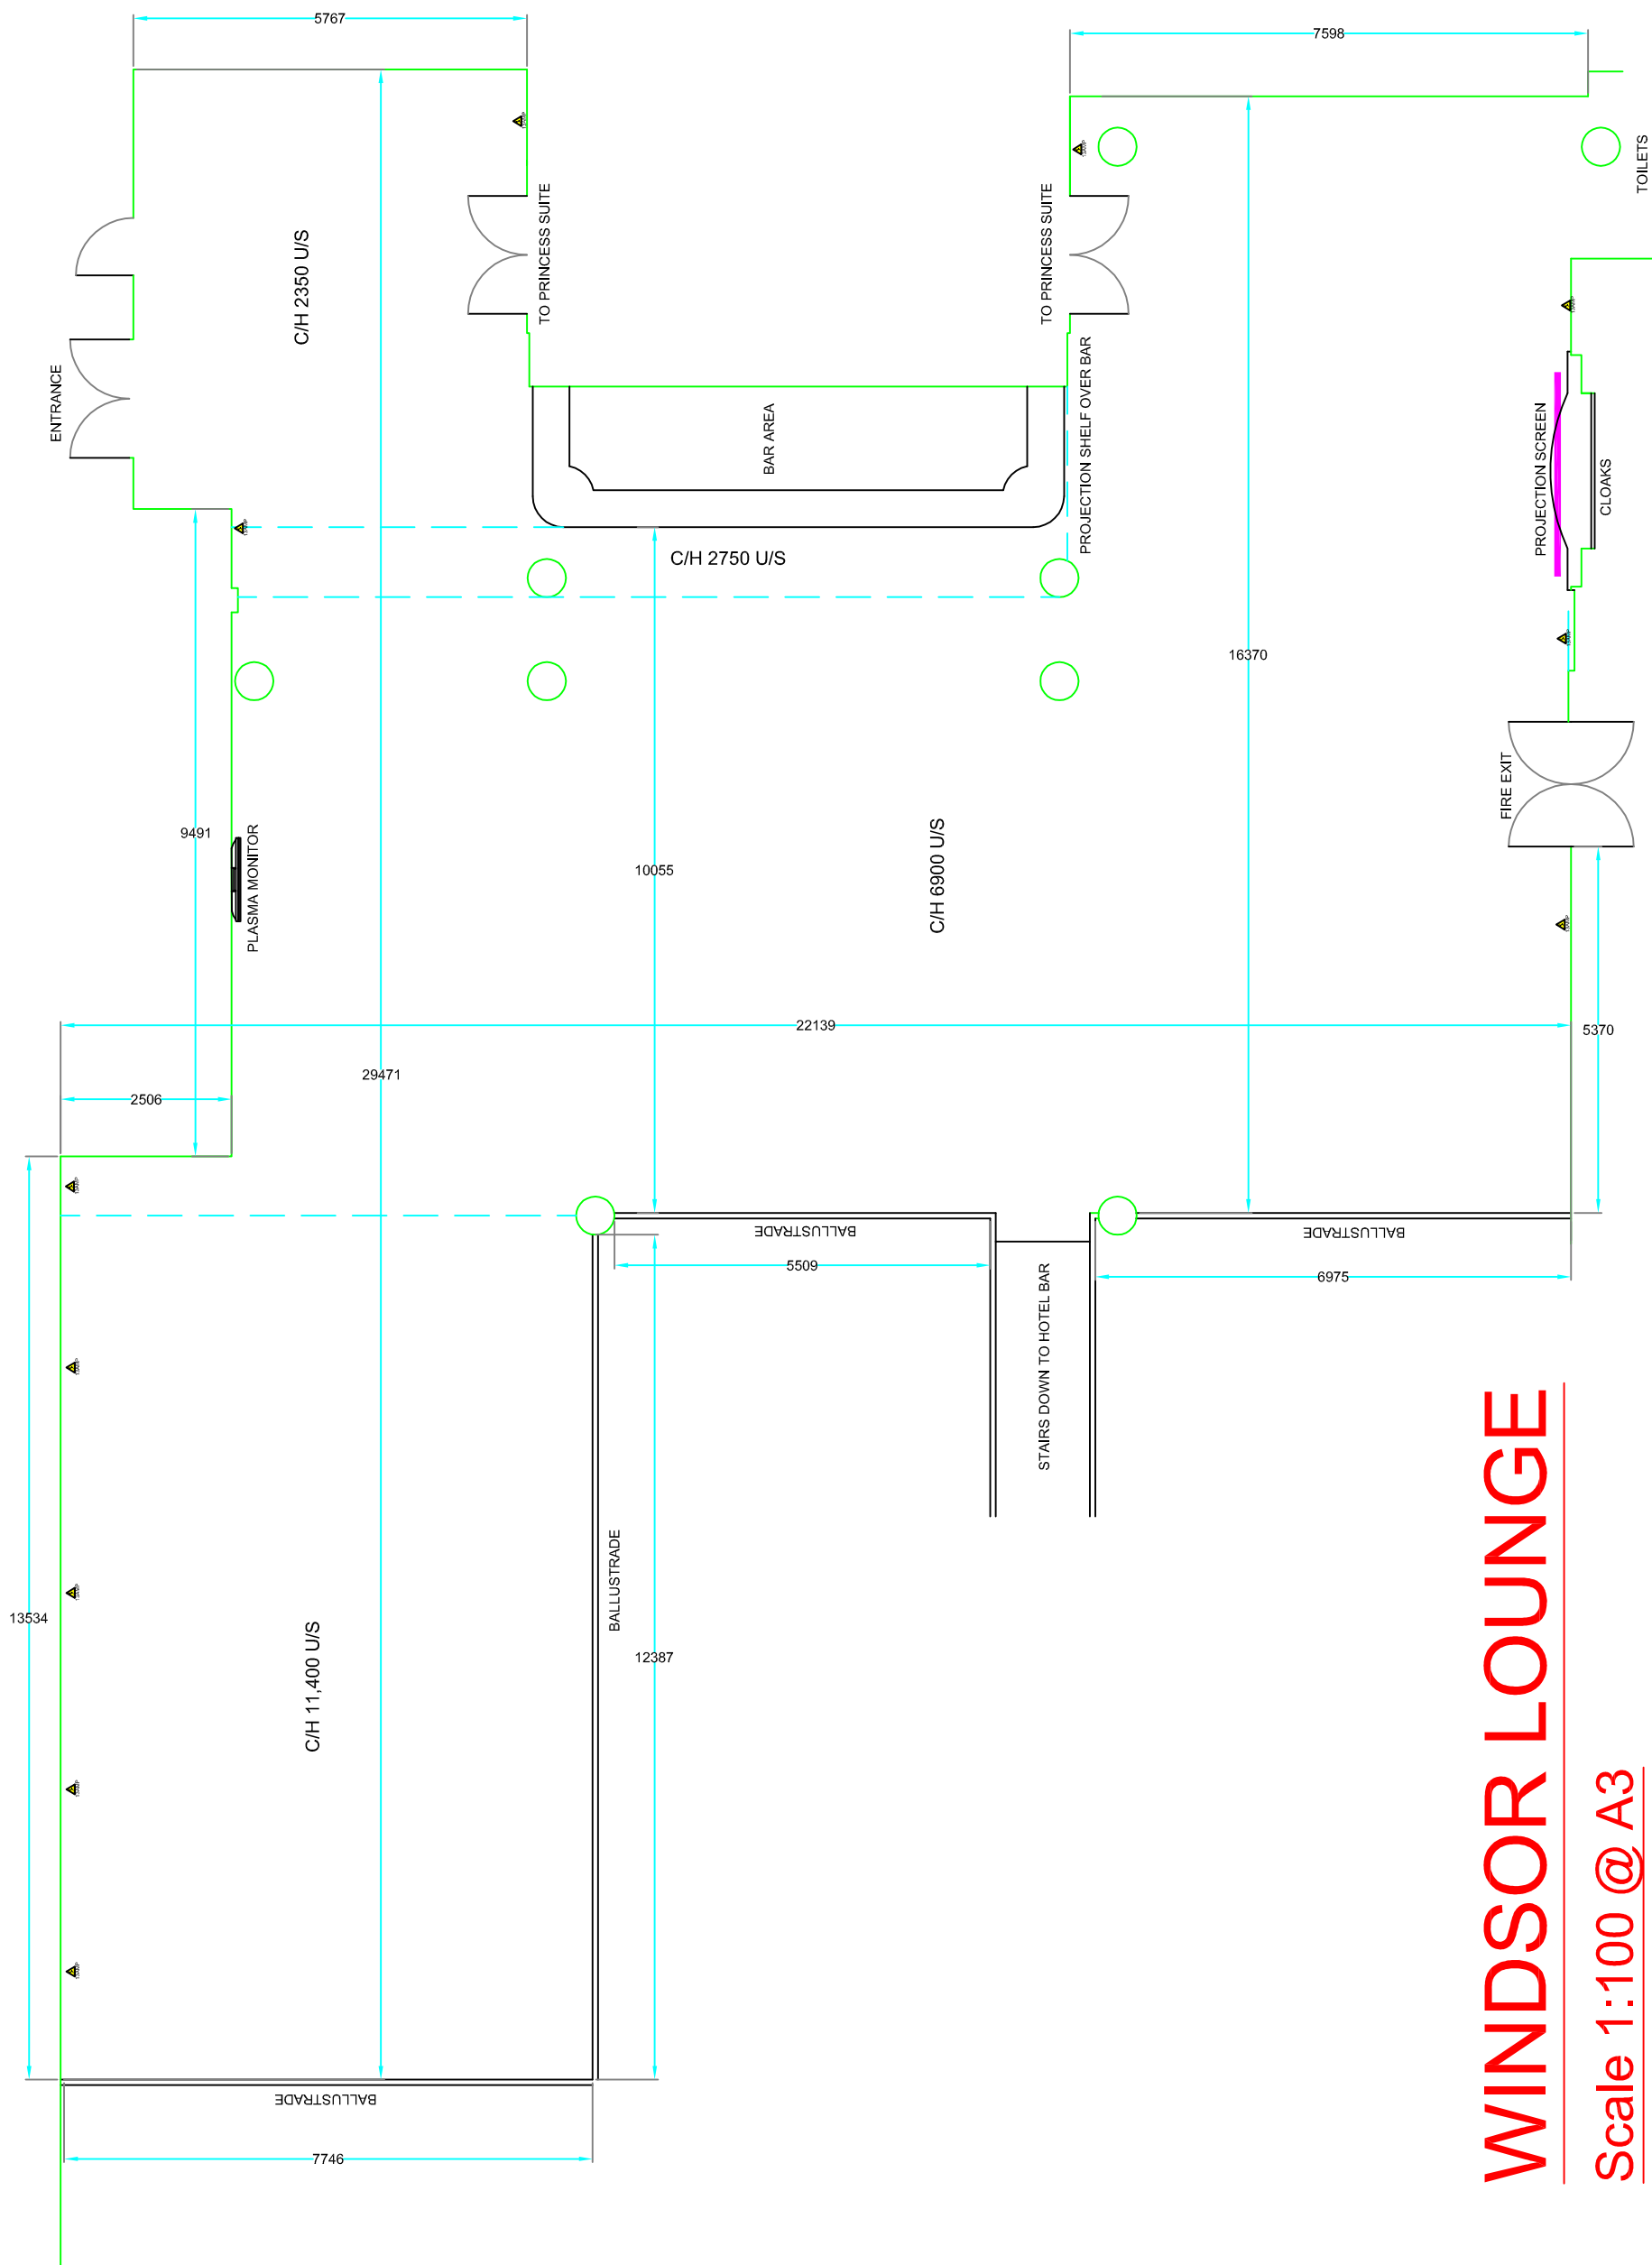 5767
7598
TOILETS
C/H 2350 U/S
TO PRINCESS SUITE
TO PRINCESS SUITE
ENTRANCE
BAR AREA
PROJECTION SHELF OVER BAR
PROJECTION SCREEN
CLOAKS
C/H 2750 U/S
16370
FIRE EXIT
9491
PLASMA MONITOR
10055
C/H 6900 U/S
22139
5370
29471
2506
BALLUSTRADE
BALLUSTRADE
5509
6975
STAIRS DOWN TO HOTEL BAR
BALLUSTRADE
13534
C/H 11,400 U/S
12387
BALLUSTRADE
7746
WINDSOR LOUNGE
Scale 1:100 @ A3